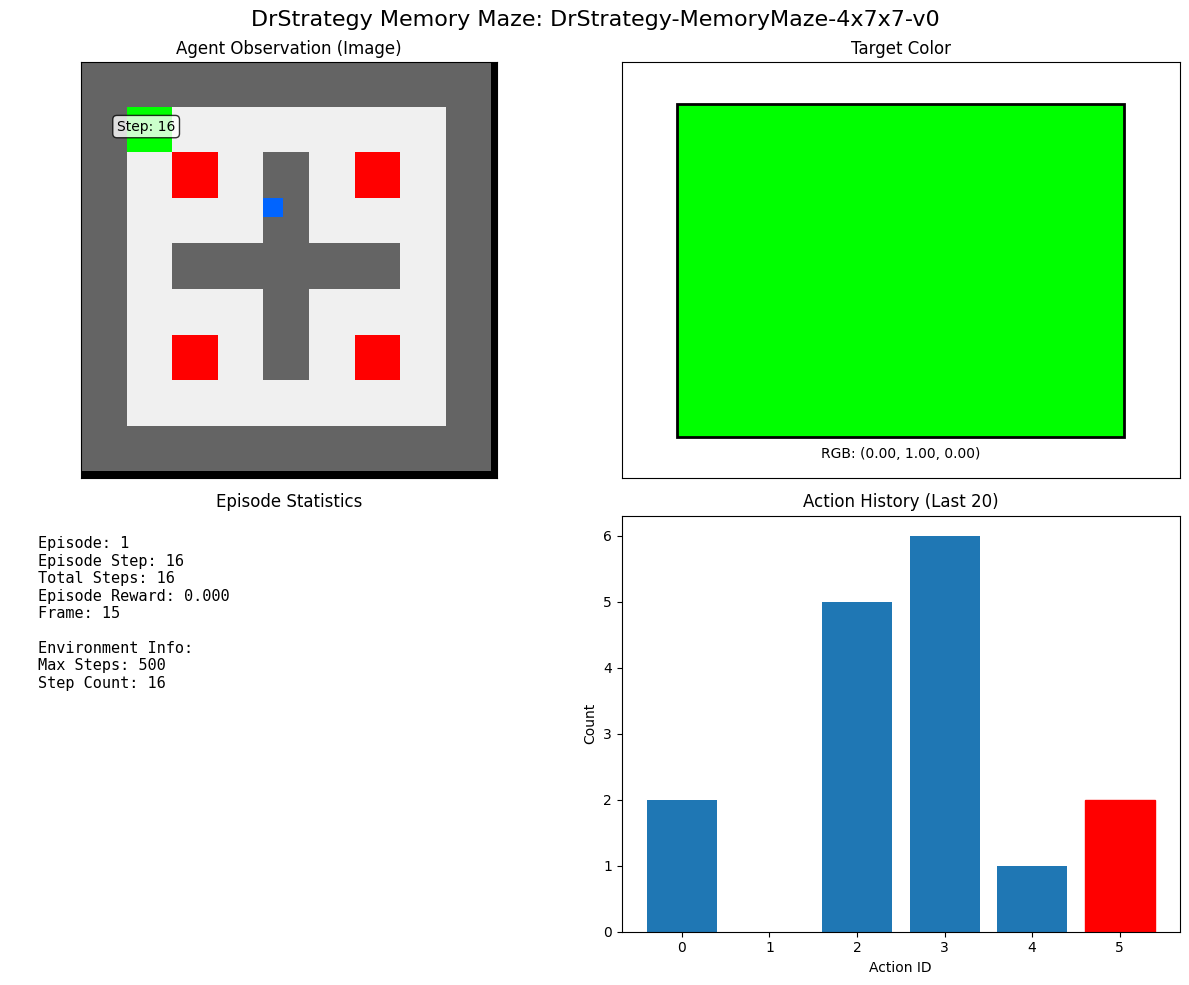 DrStrategy Memory Maze: DrStrategy-MemoryMaze-4x7x7-v0
Agent Observation (Image)
Step: 16
Target Color
RGB: (0.00, 1.00, 0.00)
Episode Statistics
Episode: 1
Episode Step: 16
Total Steps: 16
Episode Reward: 0.000
Frame: 15
Environment Info:
Max Steps: 500
Step Count: 16
Action History (Last 20)
Count
6
5
4
3
2
1
0
0 1 2 3 4 5
Action ID